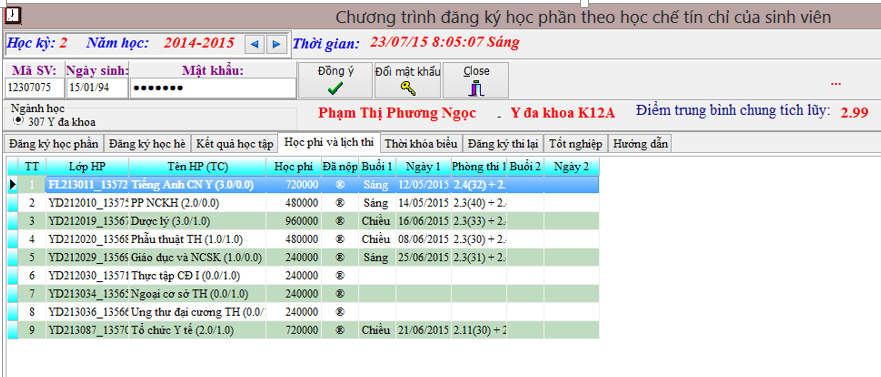 Chương trình đăng ký học phần theo học chế tín chỉ của sinh viên
Học kỳ: 2 Năm học: 2014-2015 Thời gian: 23/07/15 8:05:07 Sáng
Mã SV: Ngày sinh: Mật khẩu: Đồng ý Đổi mật khẩu Close
12307075 15/01/94 ●●●●●●● ...
Ngành học
307 Y đa khoa Phạm Thị Phương Ngọc - Y đa khoa K12A Điểm trung bình chung tích lũy: 2.99
Đăng ký học phần Đăng ký học hè Kết quả học tập Học phí và lịch thi Thời khóa biểu Đăng ký thi lại Tốt nghiệp Hướng dẫn
TT Lớp HP Tên HP (TC) Học phí Đã nộp Buổi 1 Ngày 1 Phòng thi 1 Buổi 2 Ngày 2
1 FL213011_13572 Tiếng Anh CN Y (3.0/0.0) 720000 ® Sáng 12/05/2015 2.4(32) + 2.
2 YD212010_13575 PP NCKH (2.0/0.0) 480000 ® Sáng 14/05/2015 2.3(40) + 2.
3 YD212019_13567 Dược lý (3.0/1.0) 960000 ® Chiều 16/06/2015 2.3(33) + 2.
4 YD212020_13568 Phẫu thuật TH (1.0/1.0) 480000 ® Chiều 08/06/2015 2.3(30) + 2.
5 YD212029_13569 Giáo dục và NCSK (1.0/0.0) 240000 ® Sáng 25/06/2015 2.3(31) + 2.
6 YD212030_13571 Thực tập CĐ I (0.0/1.0) 240000 ®
7 YD213034_13565 Ngoại cơ sở TH (0.0/1.0) 240000 ®
8 YD213036_13566 Ung thư đại cương TH (0.0/ 240000 ®
9 YD213087_13570 Tổ chức Y tế (2.0/1.0) 720000 ® Chiều 21/06/2015 2.11(30) + 2